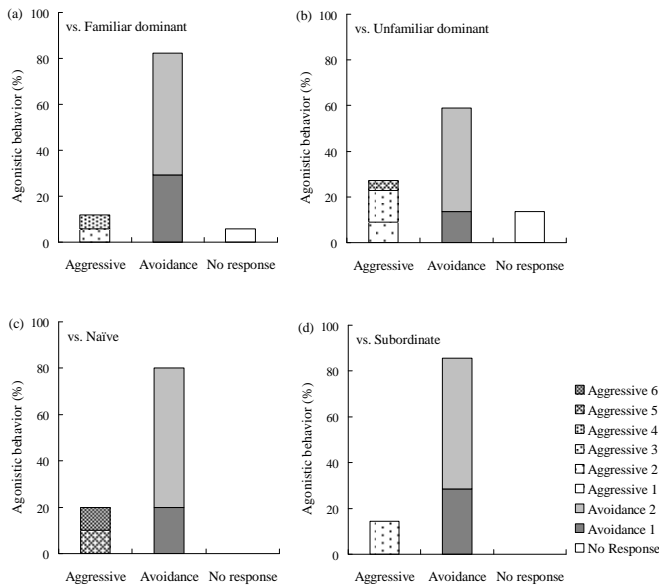 (a)
vs. Familiar dominant
Agonistic behavior (%)
100
80
60
40
20
0
Aggressive Avoidance No response
(b)
vs. Unfamiliar dominant
Agonistic behavior (%)
100
80
60
40
20
0
Aggressive Avoidance No response
(c)
vs. Naïve
Agonistic behavior (%)
100
80
60
40
20
0
Aggressive Avoidance No response
(d)
vs. Subordinate
Agonistic behavior (%)
100
80
60
40
20
0
Aggressive Avoidance No response
Aggressive 6
Aggressive 5
Aggressive 4
Aggressive 3
Aggressive 2
Aggressive 1
Avoidance 2
Avoidance 1
No Response